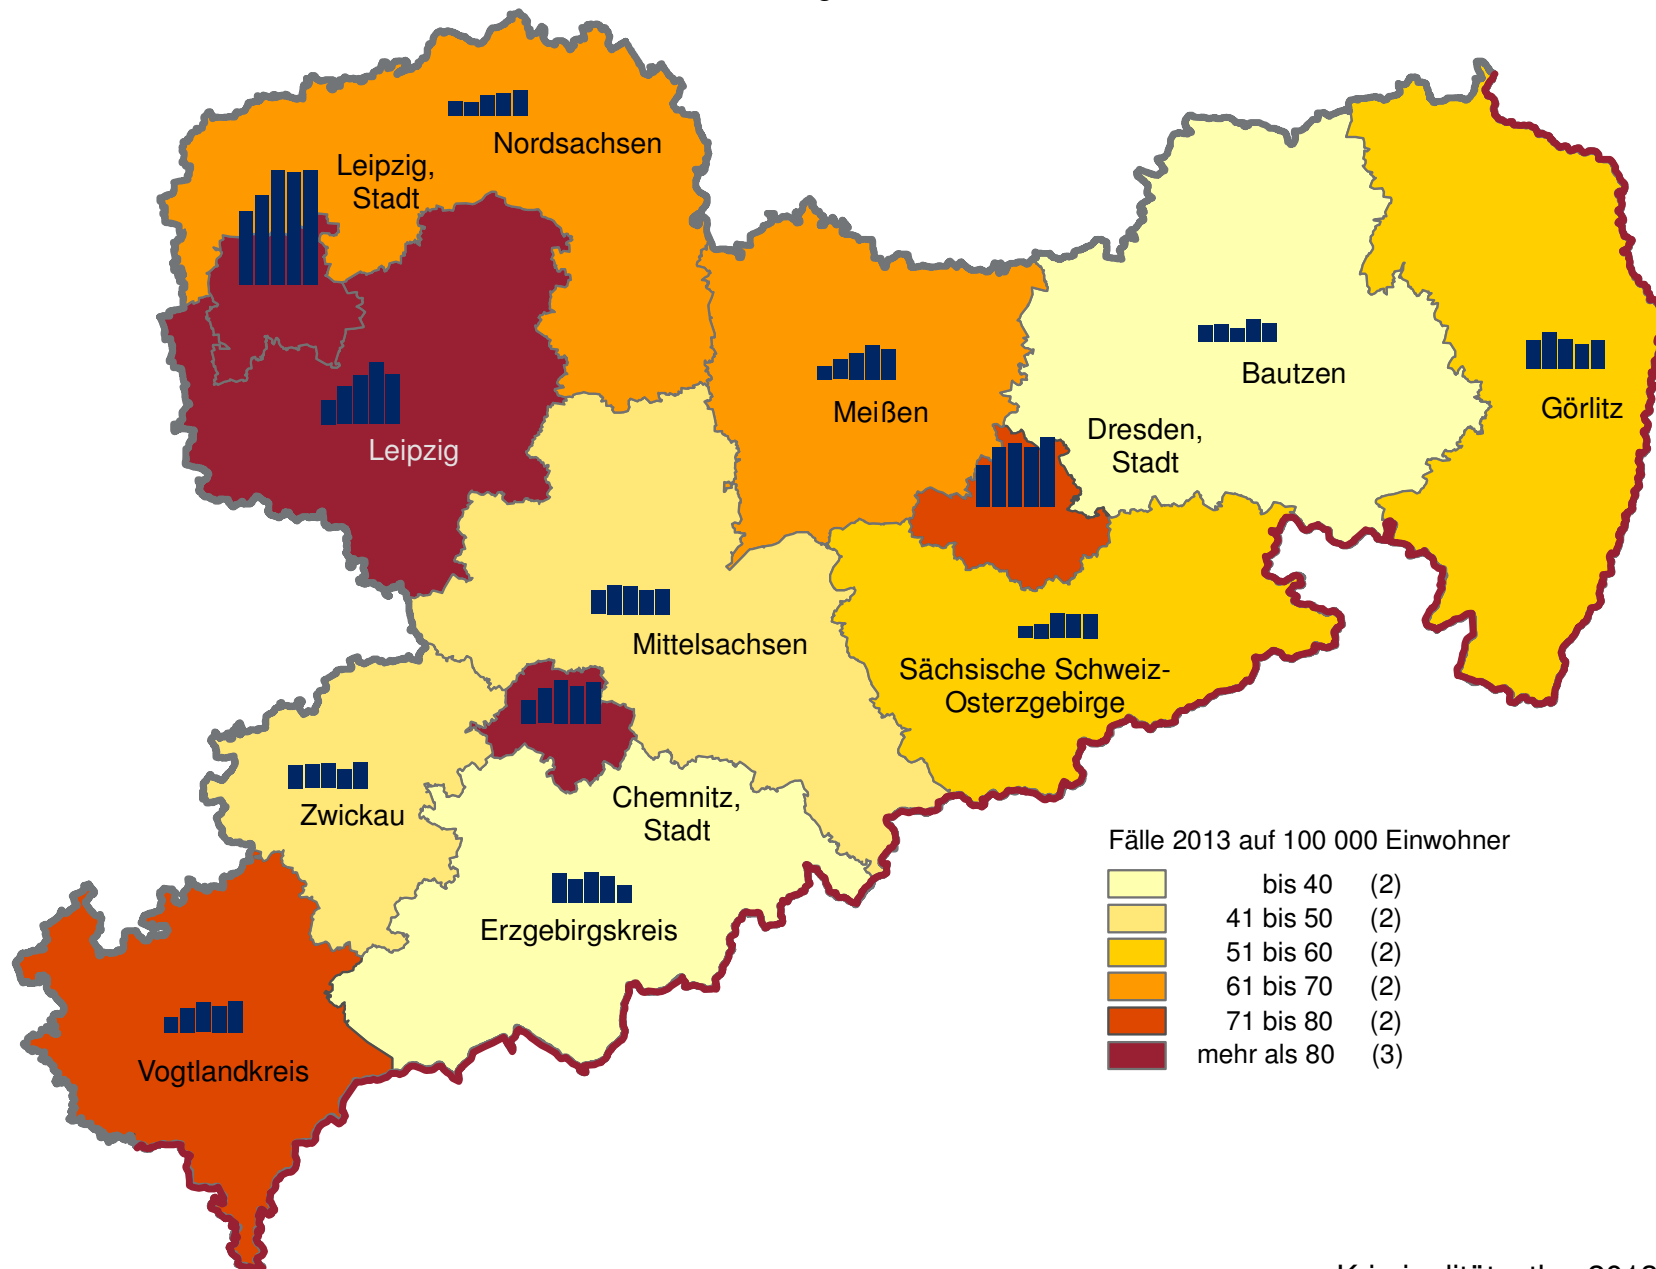 Nordsachsen
Leipzig,
Stadt
Leipzig
Meißen
Bautzen
Görlitz
Dresden,
Stadt
Mittelsachsen
Sächsische Schweiz-
Osterzgebirge
Zwickau
Chemnitz,
Stadt
Erzgebirgskreis
Vogtlandkreis
Fälle 2013 auf 100 000 Einwohner
bis 40 (2)
41 bis 50 (2)
51 bis 60 (2)
61 bis 70 (2)
71 bis 80 (2)
mehr als 80 (3)